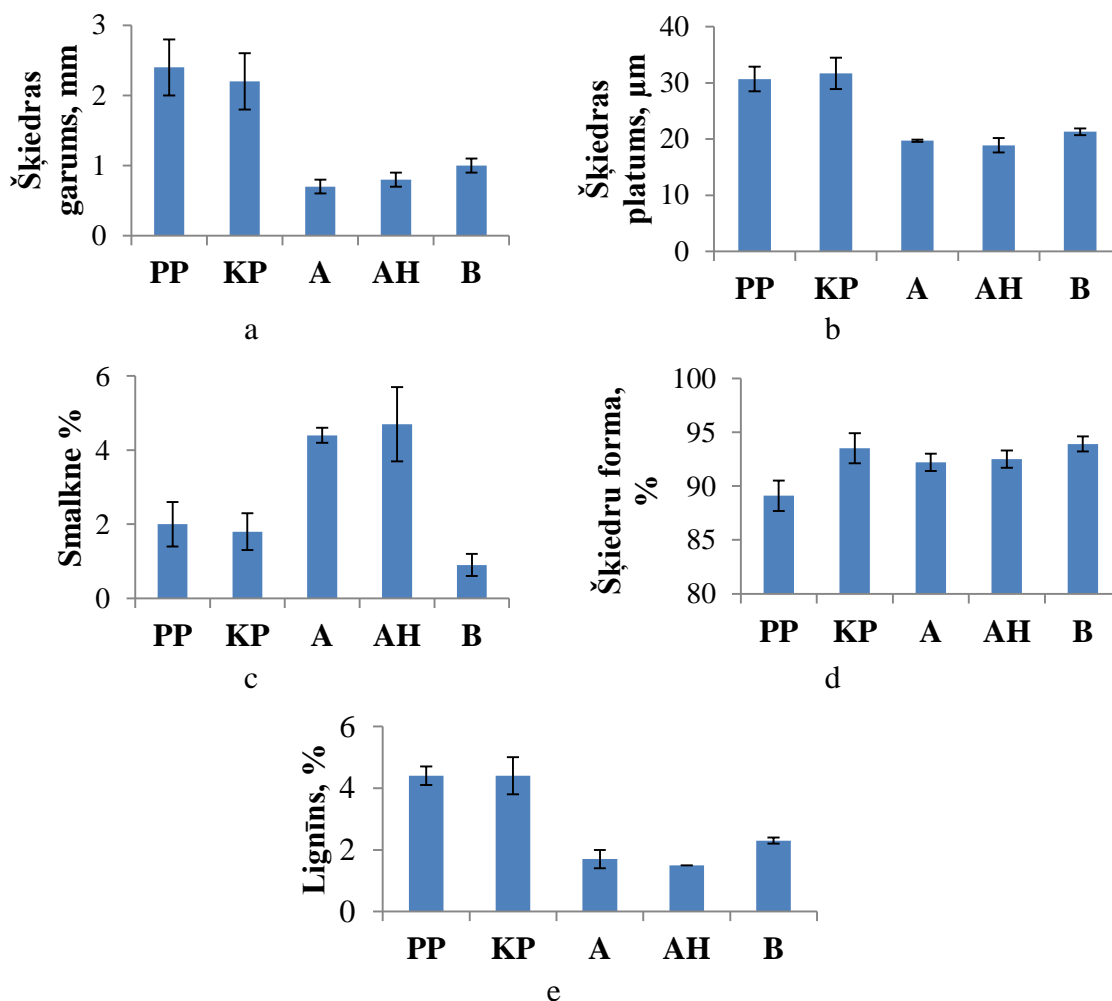 Šķiedras
garums, mm
3
2
1
0
PP KP A AH B
a
Šķiedras
platums, µm
40
30
20
10
0
PP KP A AH B
b
Smalkne %
6
4
2
0
PP KP A AH B
c
Šķiedru forma,
%
100
95
90
85
80
PP KP A AH B
d
Lignīns, %
6
4
2
0
PP KP A AH B
e